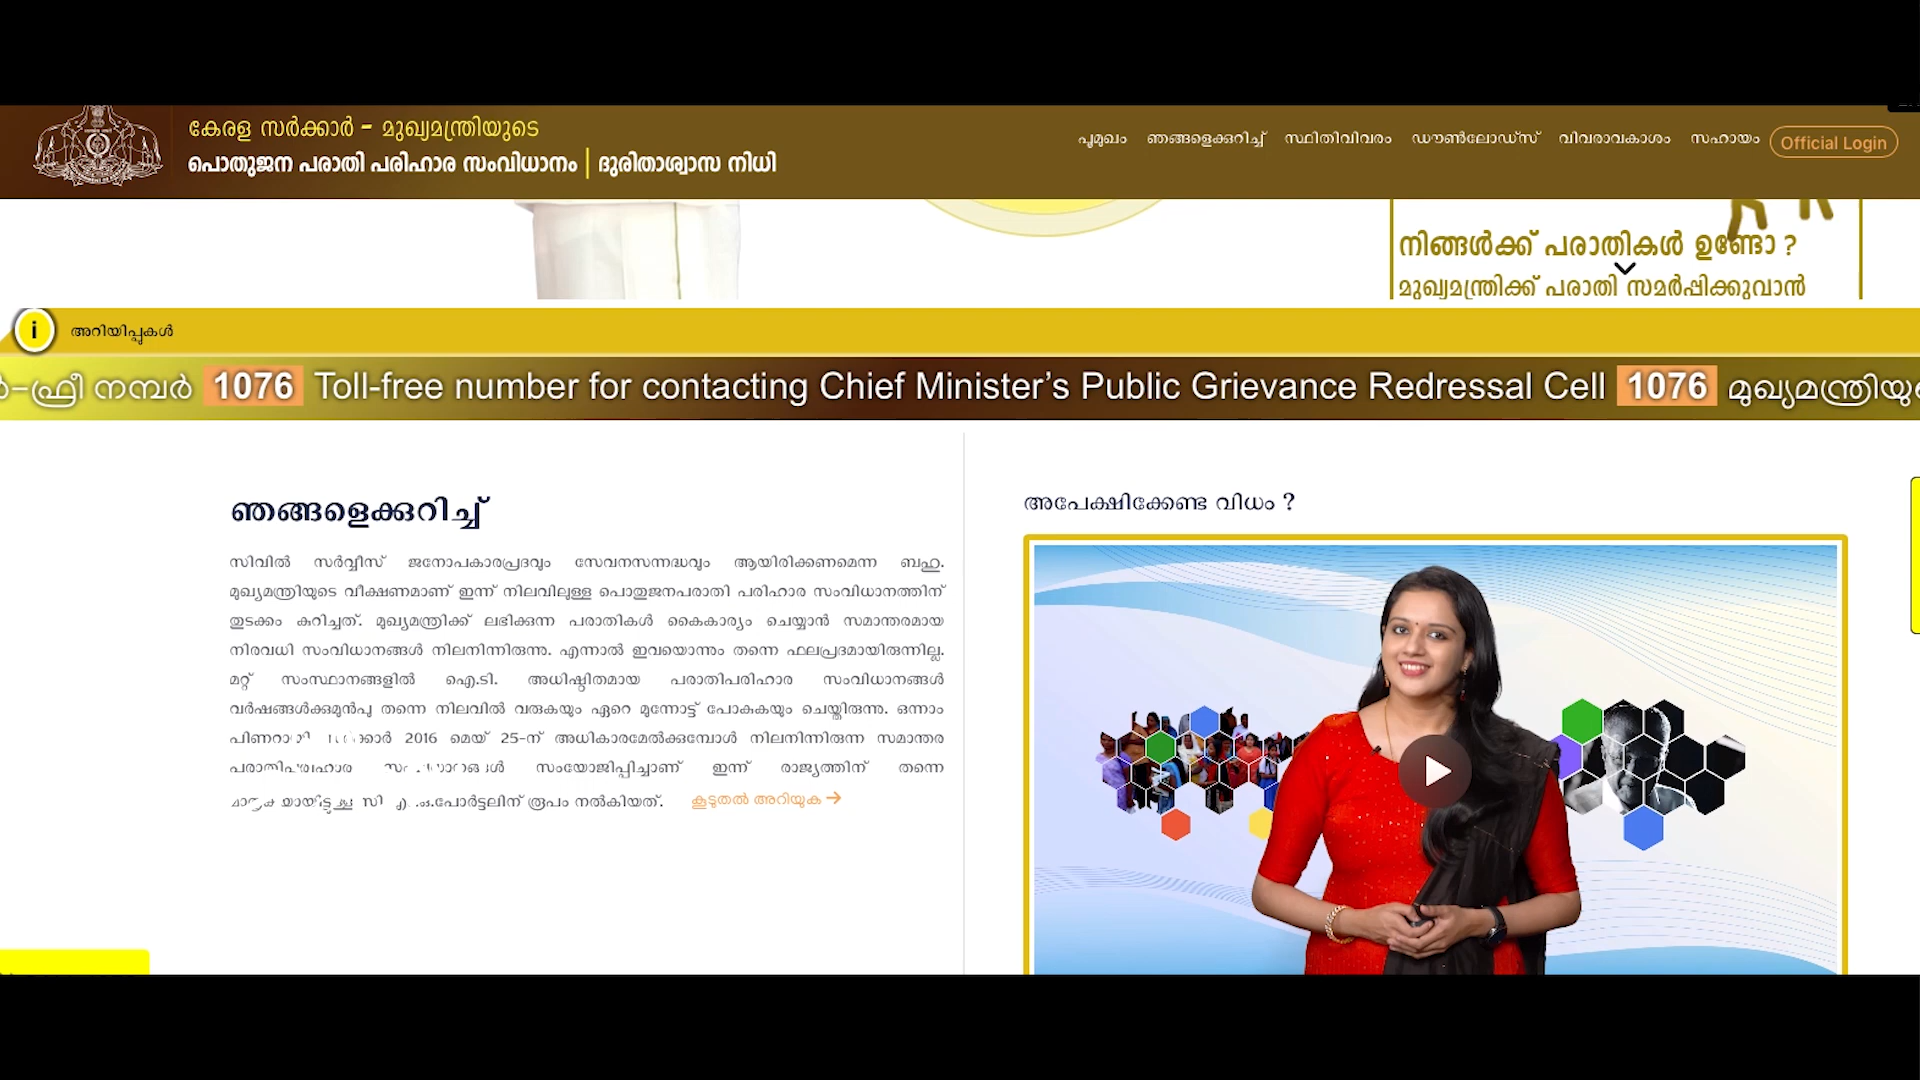 കേരള സർക്കാർ - മുഖ്യമന്ത്രിയുടെ
പൊതുജന പരാതി പരിഹാര സംവിധാനം | ദുരിതാശ്വാസ നിധി
പൂമുഖം ഞങ്ങളെക്കുറിച്ച് സ്ഥിതിവിവരം ഡൗൺലോഡ്സ് വിവരാവകാശം സഹായം Official Login
നിങ്ങൾക്ക് പരാതികൾ ഉണ്ടോ ?
മുഖ്യമന്ത്രിക്ക് പരാതി സമർപ്പിക്കുവാൻ
i അറിയിപ്പുകൾ
-ഫ്രീ നമ്പർ 1076 Toll-free number for contacting Chief Minister’s Public Grievance Redressal Cell 1076
ഞങ്ങളെക്കുറിച്ച്
സിവിൽ സർവ്വീസ് ജനോപകാരപ്രദവും സേവനസന്നദ്ധവും ആയിരിക്കണമെന്ന ബഹു.
മുഖ്യമന്ത്രിയുടെ വീക്ഷണമാണ് ഇന്ന് നിലവിലുള്ള പൊതുജനപരാതി പരിഹാര സംവിധാനത്തിന്
തുടക്കം കുറിച്ചത്. മുഖ്യമന്ത്രിക്ക് ലഭിക്കുന്ന പരാതികൾ കൈകാര്യം ചെയ്യാൻ സമാന്തരമായ
നിരവധി സംവിധാനങ്ങൾ നിലനിന്നിരുന്നു. എന്നാൽ ഇവയൊന്നും തന്നെ ഫലപ്രദമായിരുന്നില്ല.
മറ്റ് സംസ്ഥാനങ്ങളിൽ ഐ.ടി. അധിഷ്ഠിതമായ പരാതിപരിഹാര സംവിധാനങ്ങൾ
വർഷങ്ങൾക്കുമുൻപു തന്നെ നിലവിൽ വരുകയും ഏറെ മുന്നോട്ട് പോകുകയും ചെയ്തിരുന്നു. ഒന്നാം
2016 മെയ് 25-ന് അധികാരമേൽക്കുമ്പോൾ നിലനിന്നിരുന്ന സമാന്തര
സംയോജിപ്പിച്ചാണ് ഇന്ന് രാജ്യത്തിന് തന്നെ
രൂപം നൽകിയത്. കൂടുതൽ അറിയുക →
അപേക്ഷിക്കേണ്ട വിധം ?